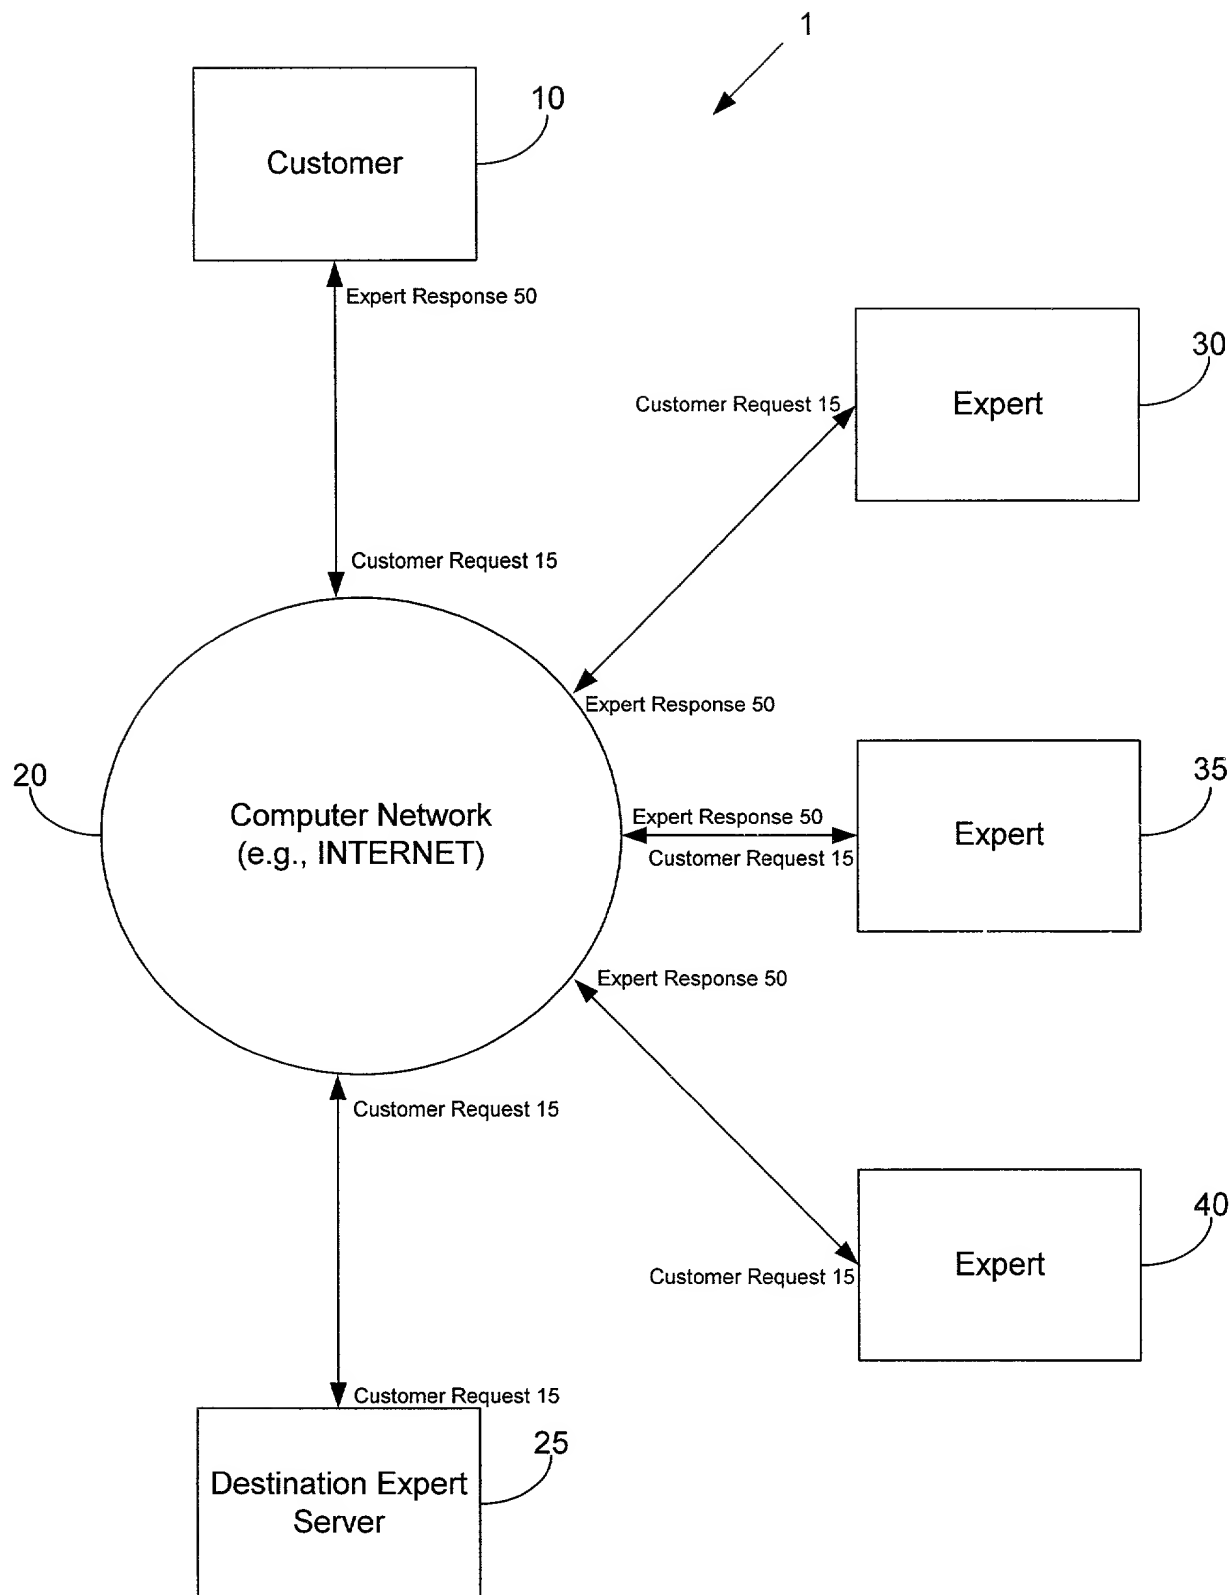 1
10
Customer
Expert Response 50
30
Customer Request 15
Expert
Customer Request 15
Expert Response 50
20
35
Computer Network
(e.g., INTERNET)
Expert Response 50
Customer Request 15
Expert
Expert Response 50
Customer Request 15
40
Expert
Customer Request 15
Customer Request 15
25
Destination Expert
Server